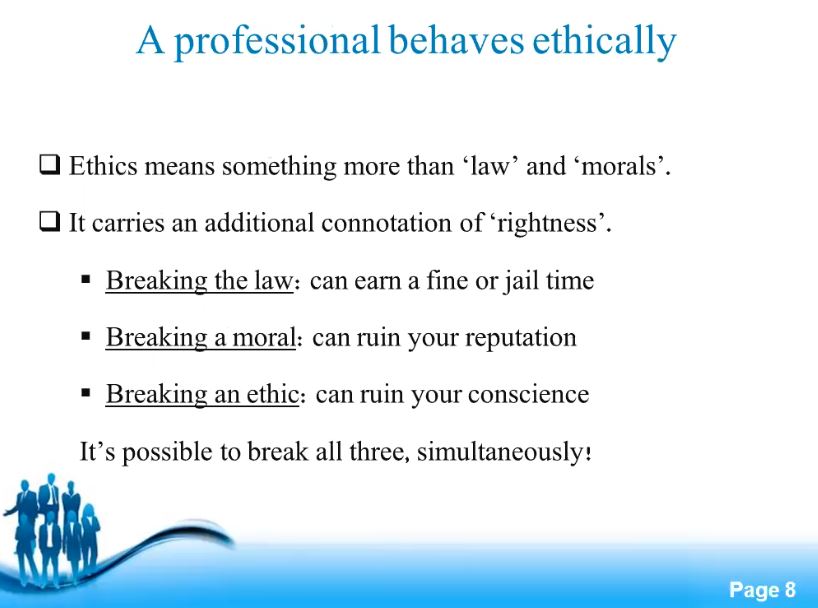 A professional behaves ethically
❑ Ethics means something more than ‘law’ and ‘morals’.
❑ It carries an additional connotation of ‘rightness’.
▪ Breaking the law: can earn a fine or jail time
▪ Breaking a moral: can ruin your reputation
▪ Breaking an ethic: can ruin your conscience
It’s possible to break all three, simultaneously!
Page 8